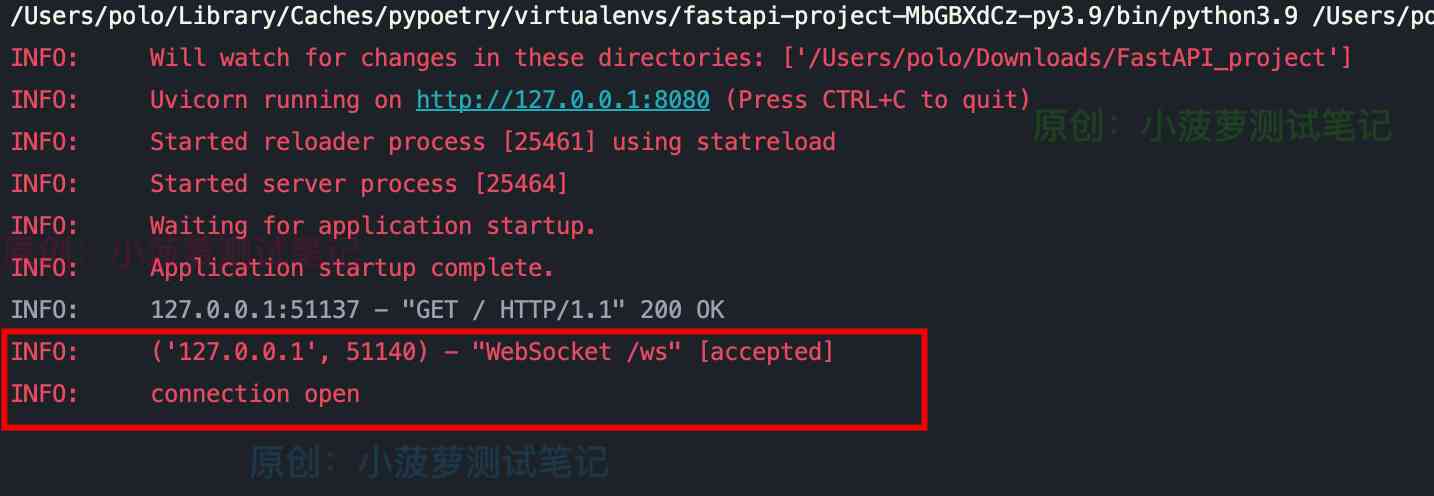 /Users/polo/Library/Caches/pypoetry/virtualenvs/fastapi-project-MbGBXdCz-py3.9/bin/python3.9 /Users/po
INFO:     Will watch for changes in these directories: ['/Users/polo/Downloads/FastAPI_project']
INFO:     Uvicorn running on http://127.0.0.1:8080 (Press CTRL+C to quit)
原创：小菠萝测试笔记
INFO:     Started reloader process [25461] using statreload
INFO:     Started server process [25464]
INFO:     Waiting for application startup.
原创：小菠萝测试笔记
INFO:     Application startup complete.
INFO:     127.0.0.1:51137 - "GET / HTTP/1.1" 200 OK
INFO:     ('127.0.0.1', 51140) - "WebSocket /ws" [accepted]
INFO:     connection open
原创：小菠萝测试笔记